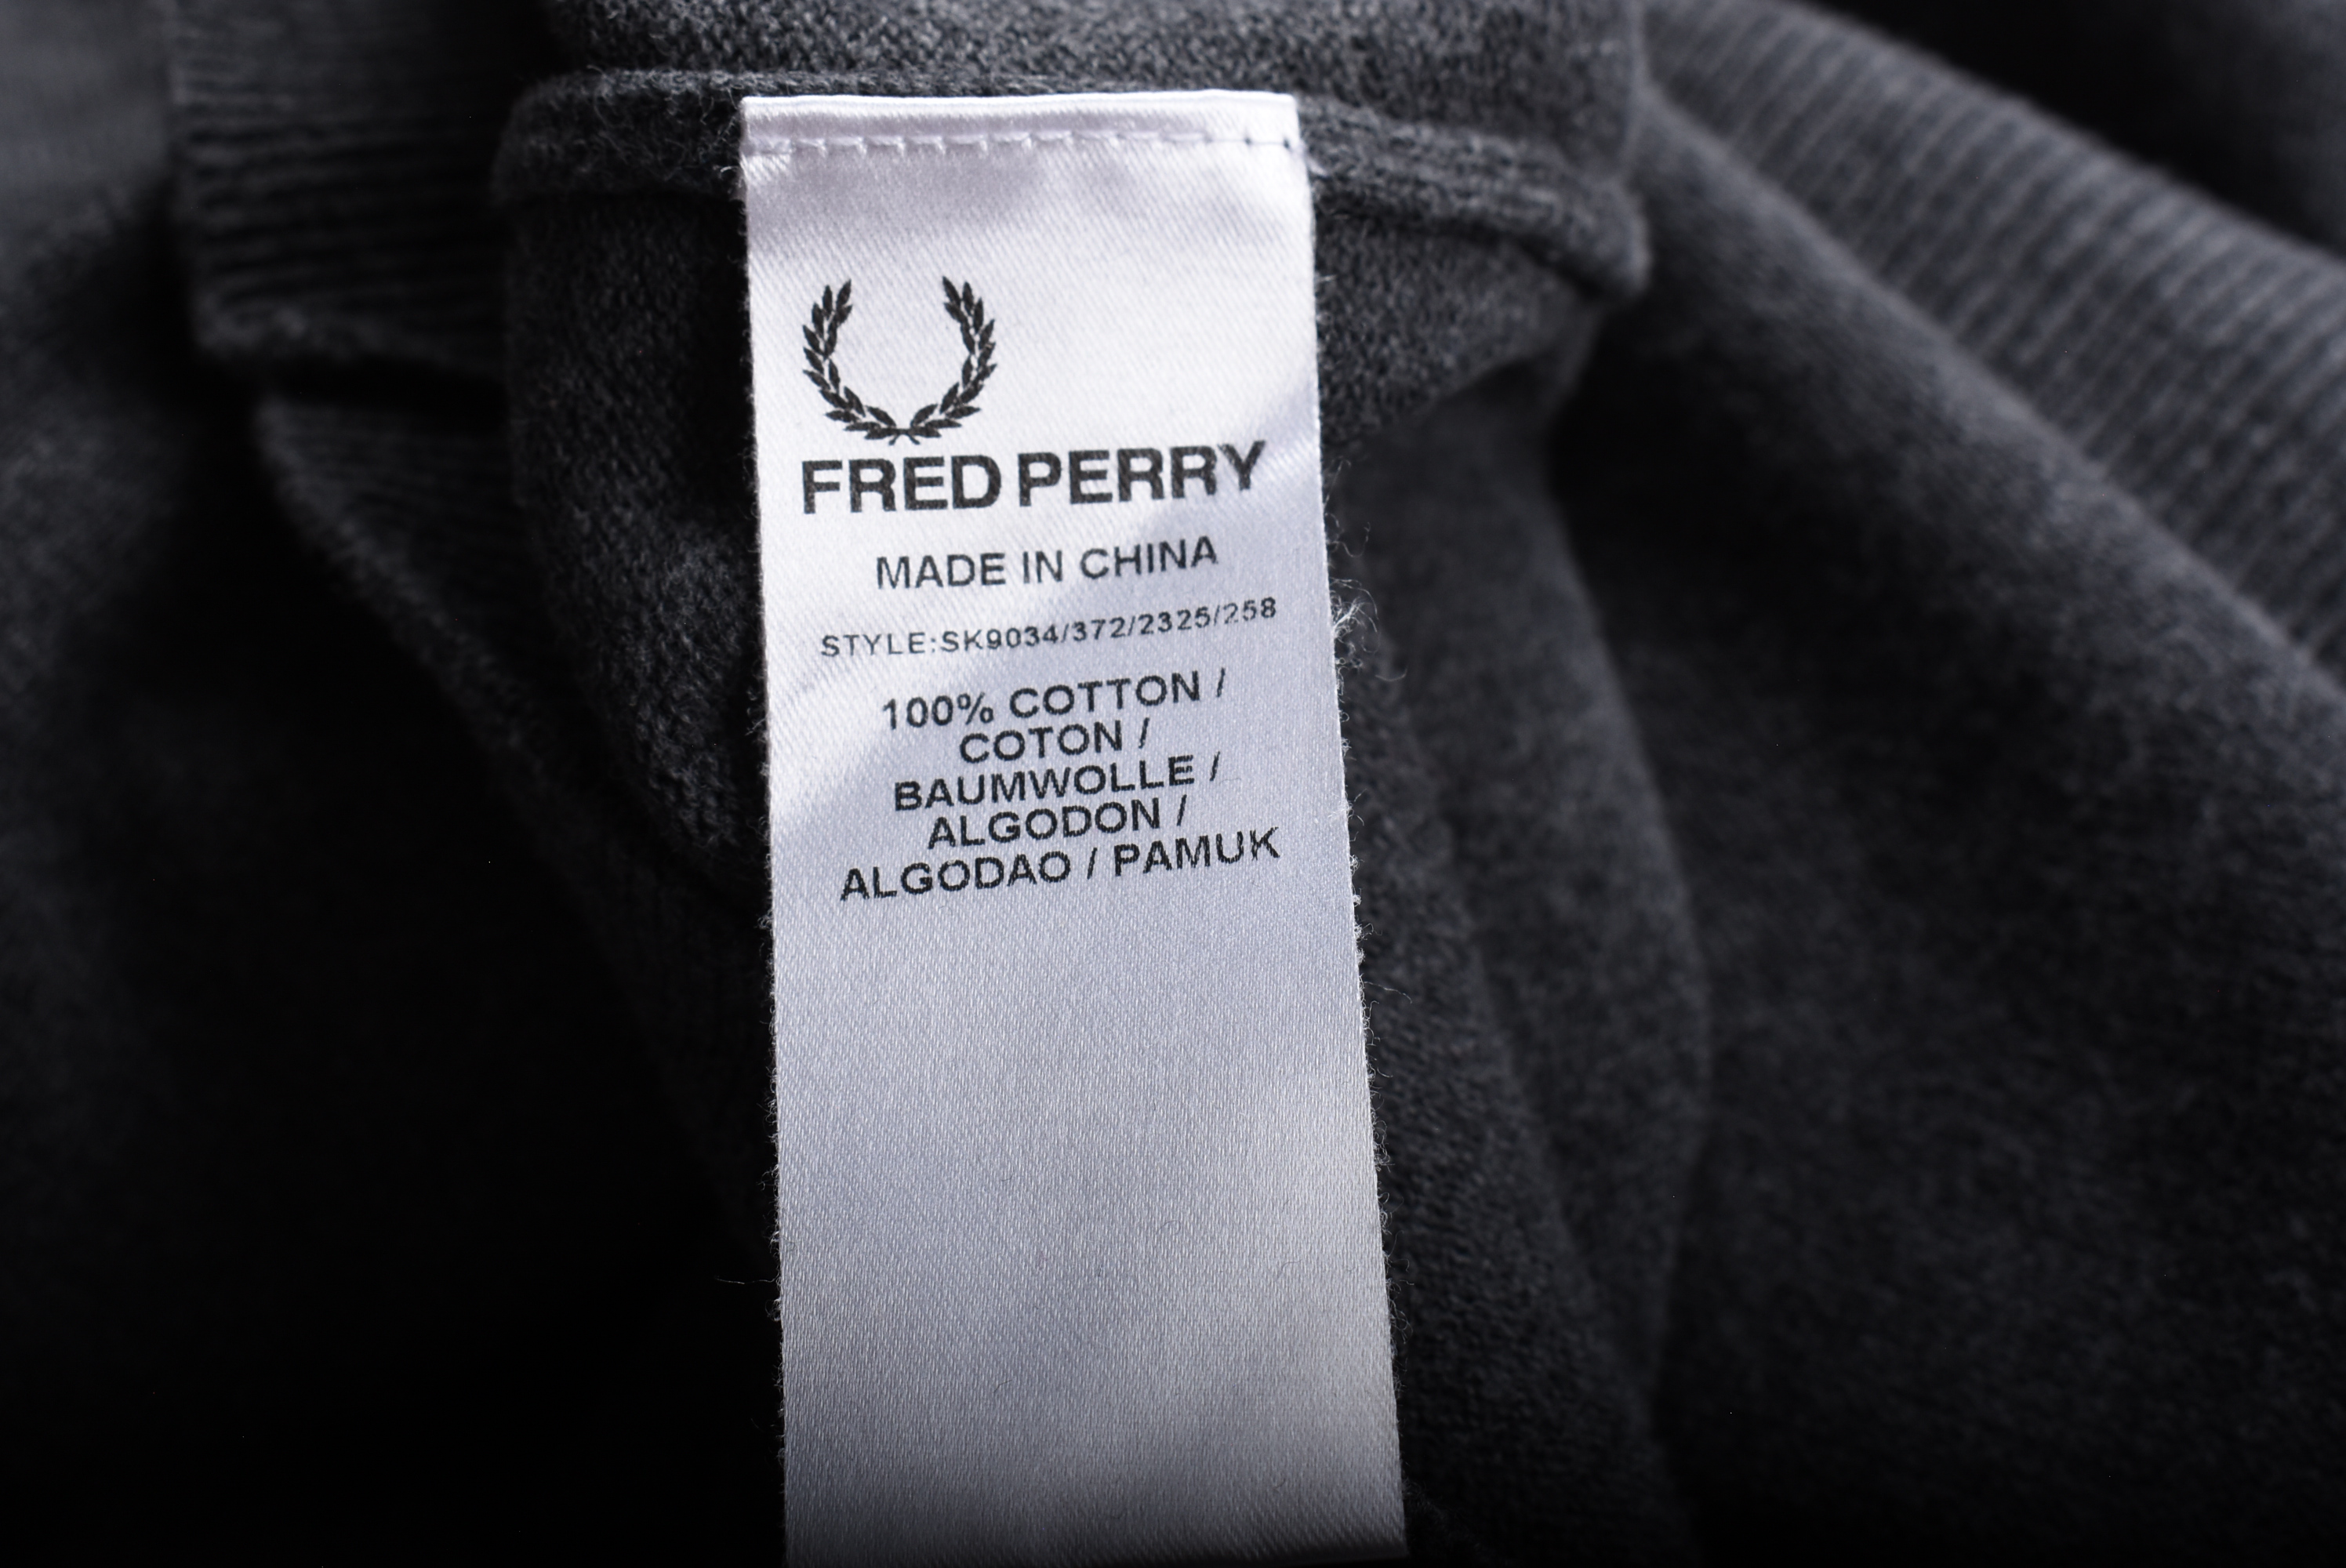 FRED PERRY
MADE IN CHINA
STYLE:SK9034/372/2325/258
100% COTTON /
COTON /
BAUMWOLLE /
ALGODON /
ALGODAO / PAMUK